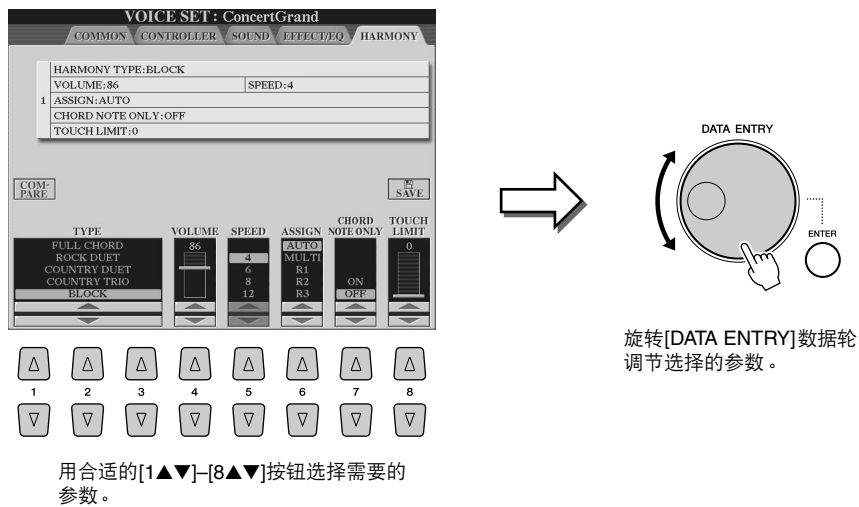 VOICE SET : ConcertGrand
COMMON CONTROLLER SOUND EFFECT/EQ HARMONY
HARMONY TYPE:BLOCK
VOLUME:86 SPEED:4
1 ASSIGN:AUTO
CHORD NOTE ONLY:OFF
TOUCH LIMIT:0
COM-
PARE
SAVE
TYPE VOLUME SPEED ASSIGN CHORD NOTE ONLY TOUCH LIMIT
FULL CHORD 86 AUTO 0
ROCK DUET 4 MULTI
COUNTRY DUET 6 R1
COUNTRY TRIO 8 R2 ON
BLOCK 12 R3 OFF
1 2 3 4 5 6 7 8
用合适的[1▲▼]–[8▲▼]按钮选择需要的
参数。
DATA ENTRY
ENTER
旋转[DATA ENTRY]数据轮
调节选择的参数。